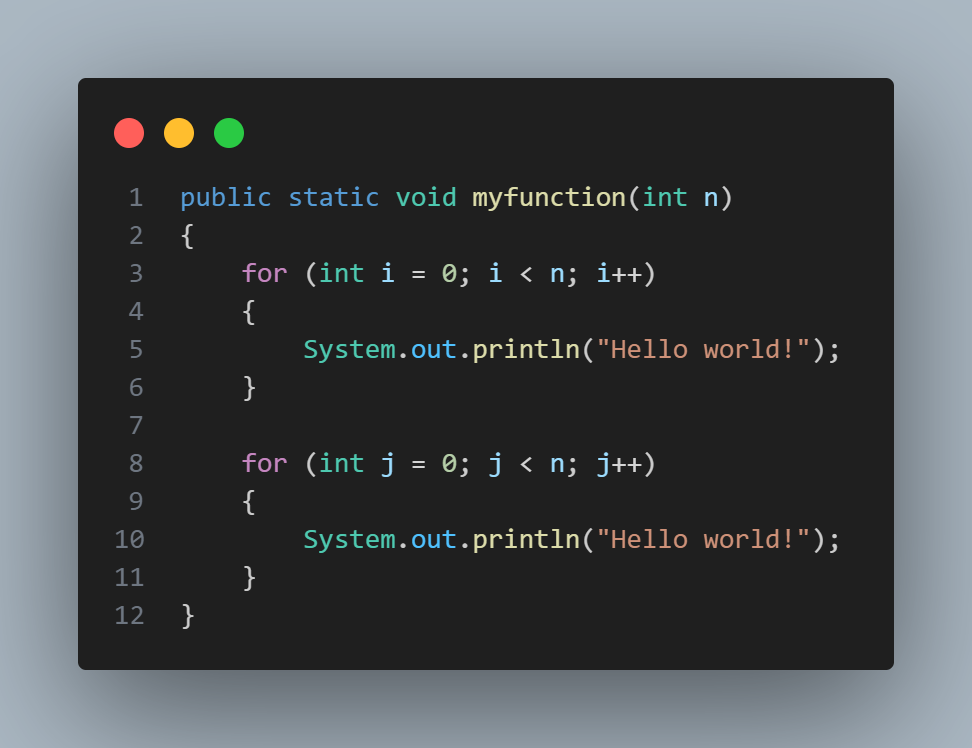 1 public static void myfunction(int n)
2 {
3     for (int i = 0; i < n; i++)
4     {
5         System.out.println("Hello world!");
6     }
7
8     for (int j = 0; j < n; j++)
9     {
10         System.out.println("Hello world!");
11     }
12 }